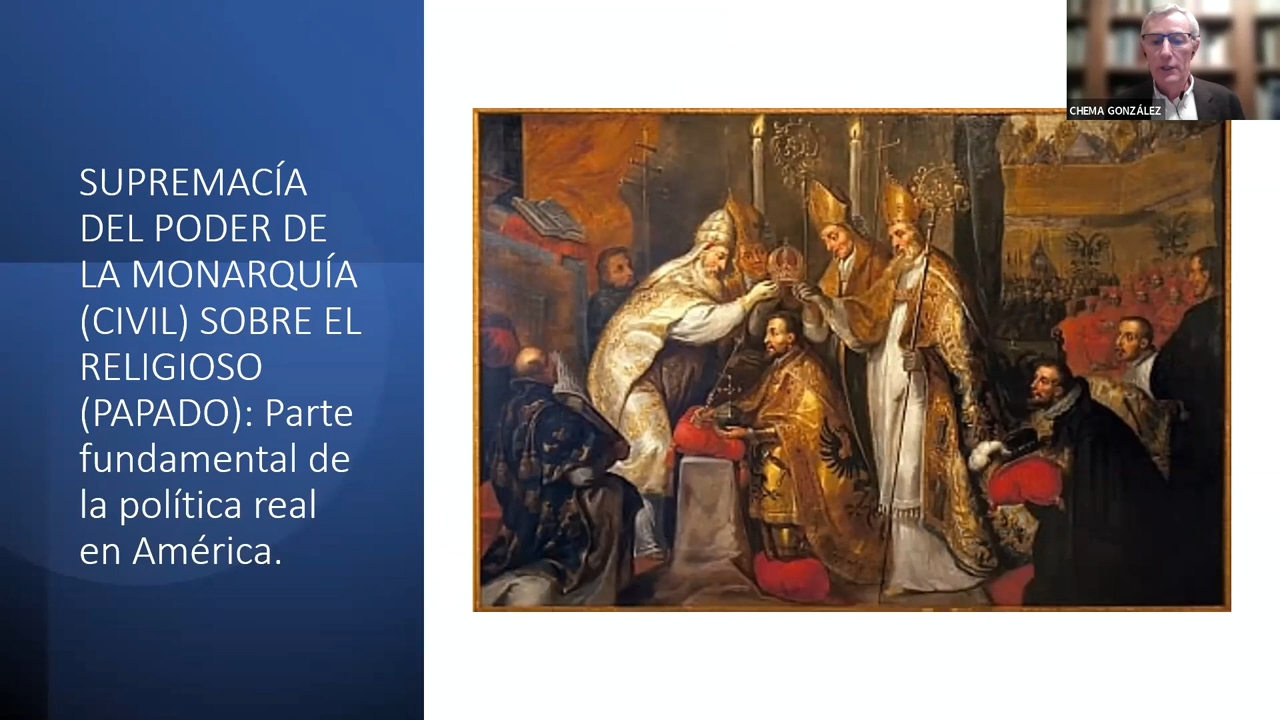 SUPREMACÍA
DEL PODER DE
LA MONARQUÍA
(CIVIL) SOBRE EL
RELIGIOSO
(PAPADO): Parte
fundamental de
la política real
en América.
CHEMA GONZÁLEZ